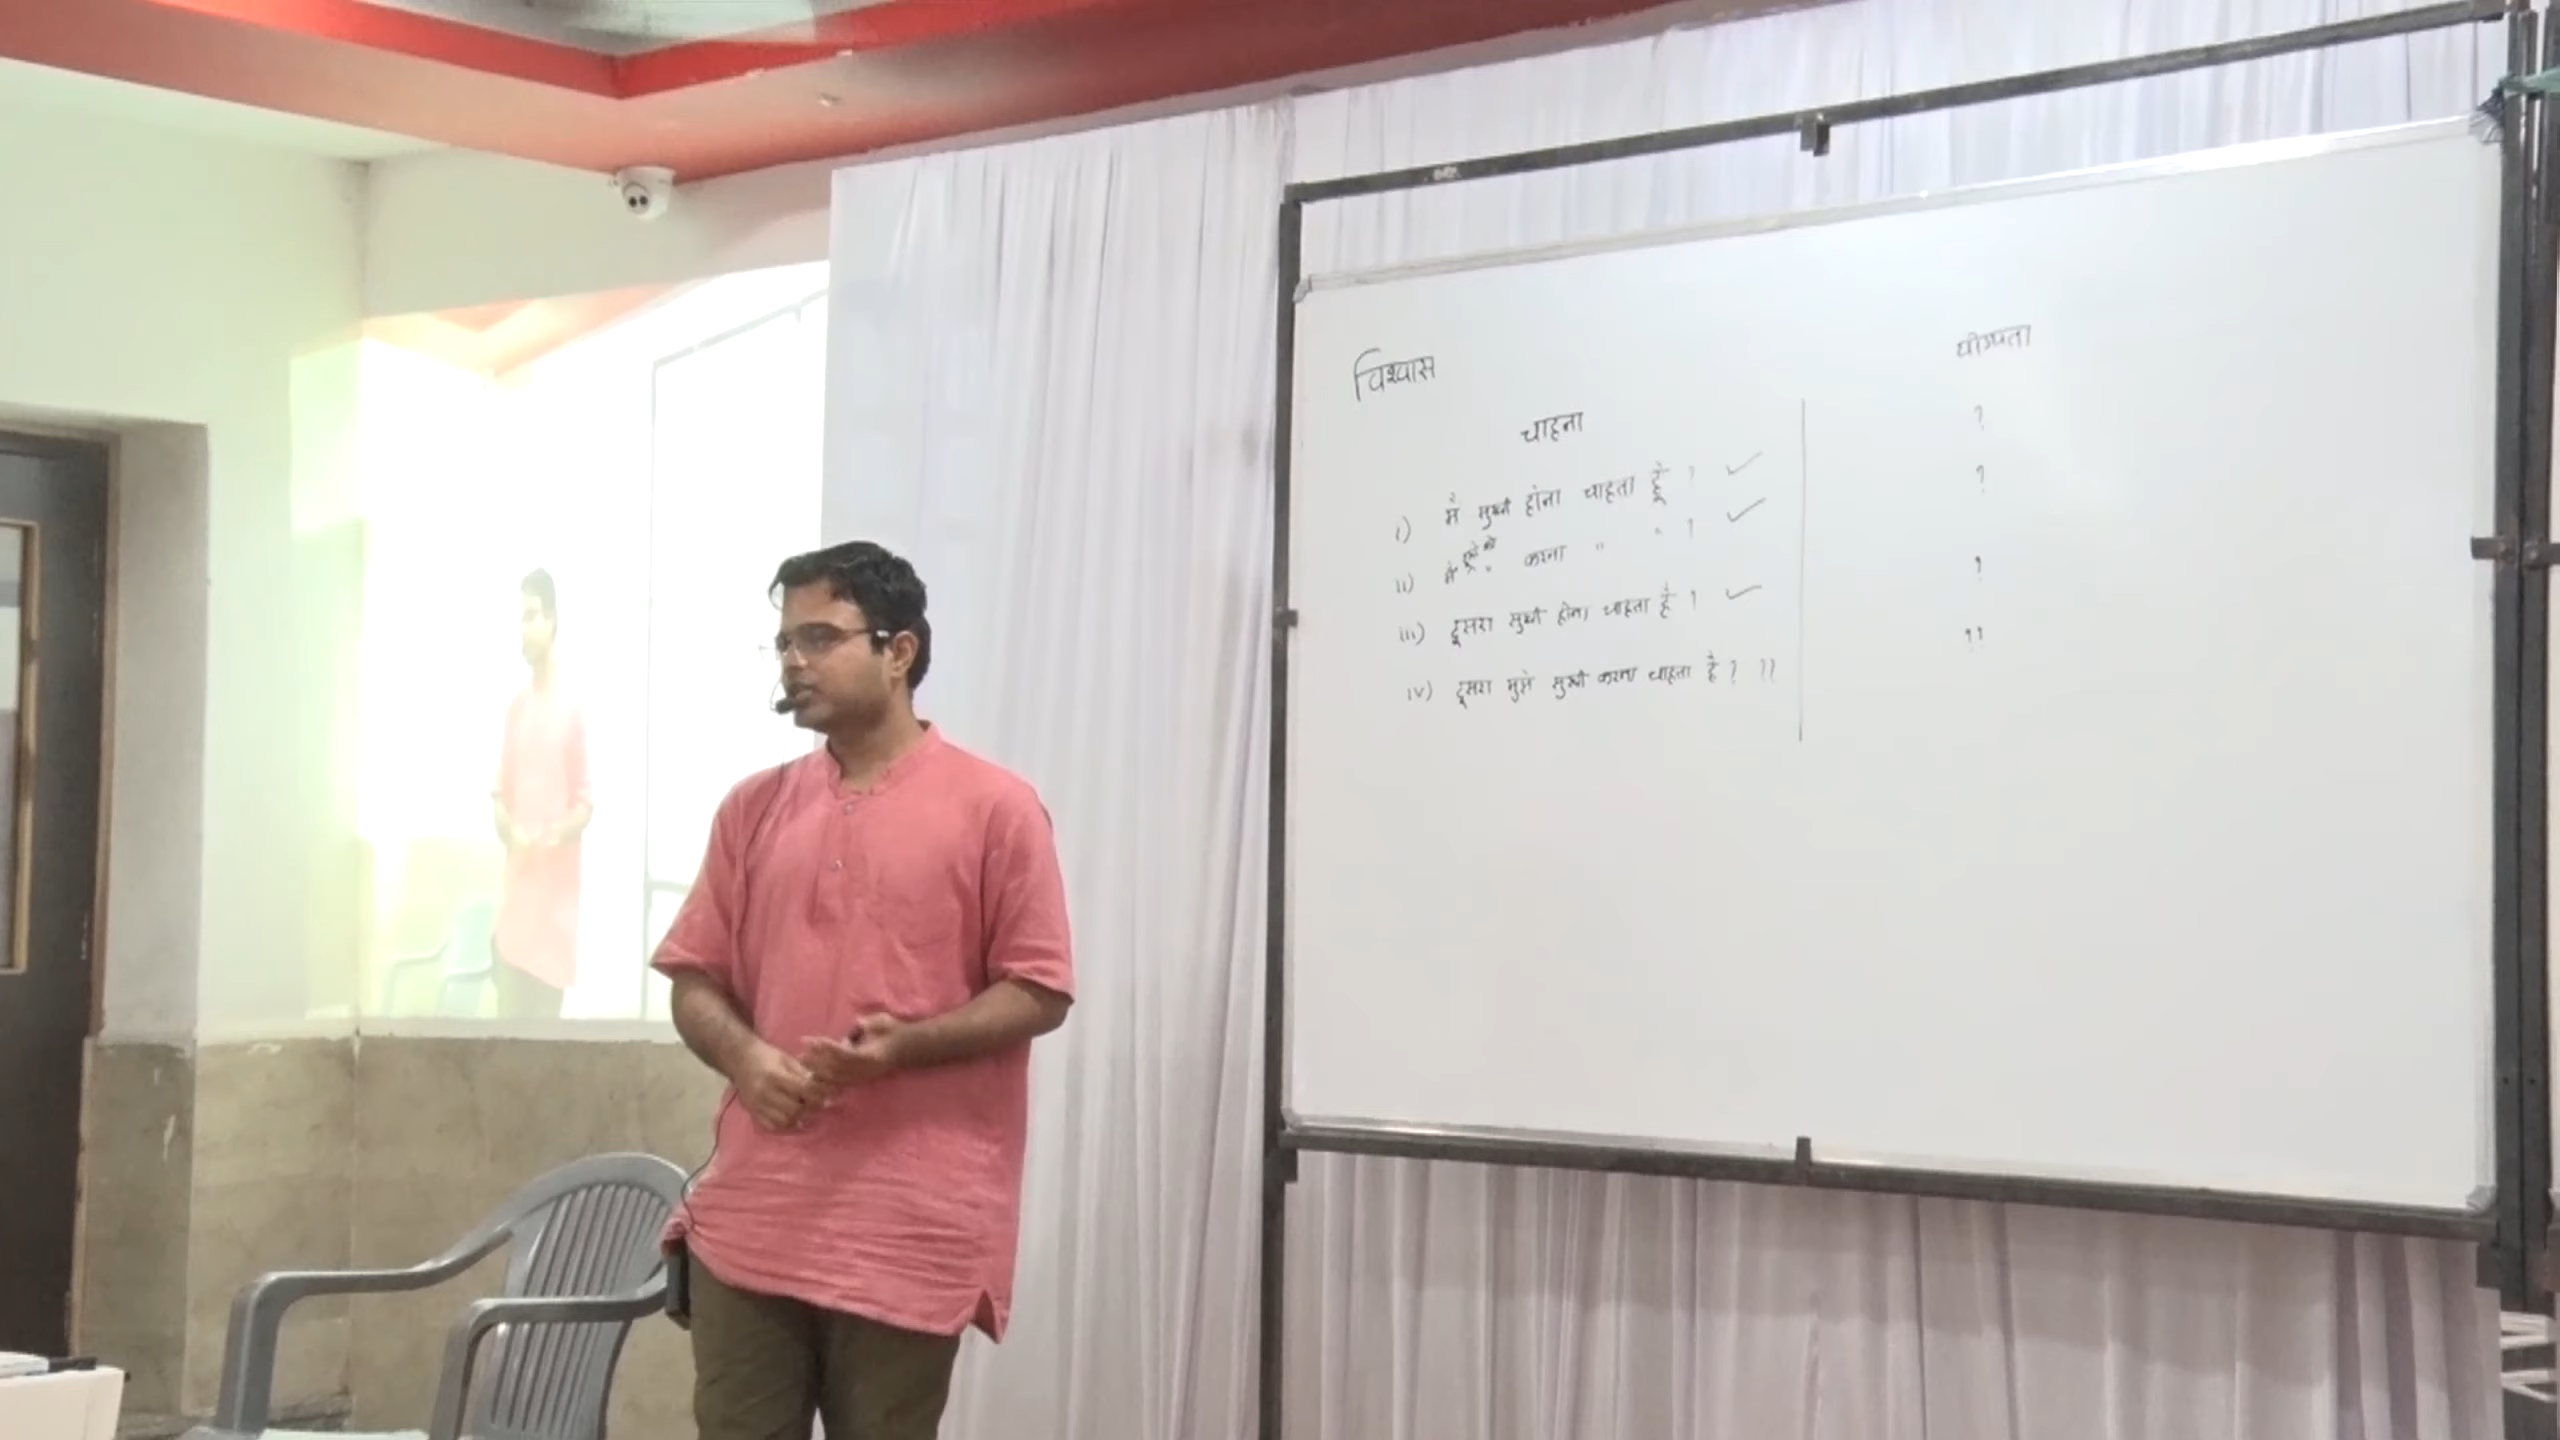 विश्वास
योग्यता
चाहना
i) मैं सुखी होना चाहता हूँ ? ✓ ?
ii) मैं दूसरे को " करना " " ? ✓ ?
iii) दूसरा सुखी होना चाहता है ? ✓ ?
iv) दूसरा मुझे सुखी करना चाहता है ? ?? ??